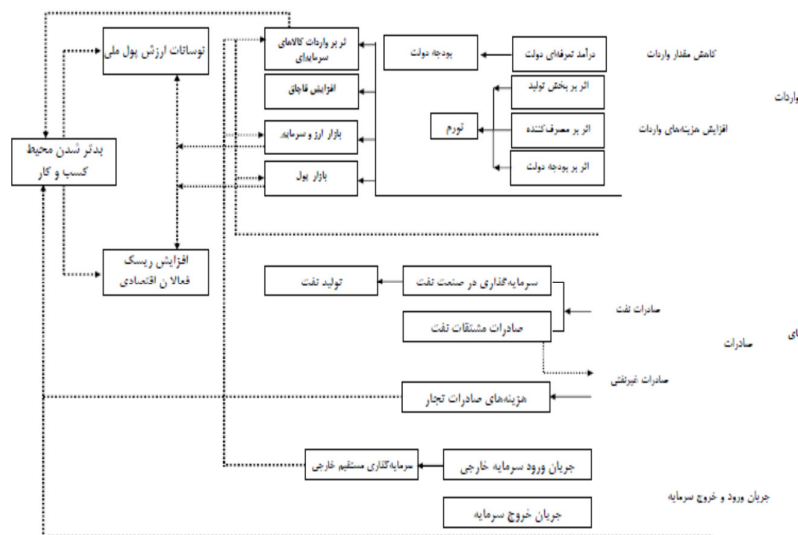 واردات
کاهش مقدار واردات
درآمد تعرفه‌ای دولت
بودجه دولت
اثر بر واردات کالاهای
سرمایه‌ای
نوسانات ارزش پول ملی
افزایش هزینه‌های واردات
اثر بر بخش تولید
اثر بر مصرف‌کننده
اثر بر بودجه دولت
تورم
افزایش قاچاق
بازار ارز و سرمایه
بازار پول
بدتر شدن محیط
کسب و کار
افزایش ریسک
فعالان اقتصادی
ای
صادرات
صادرات نفت
سرمایه‌گذاری در صنعت نفت
تولید نفت
صادرات مشتقات نفت
صادرات غیرنفتی
هزینه‌های صادرات تجار
جریان ورود و خروج سرمایه
جریان ورود سرمایه خارجی
سرمایه‌گذاری مستقیم خارجی
جریان خروج سرمایه